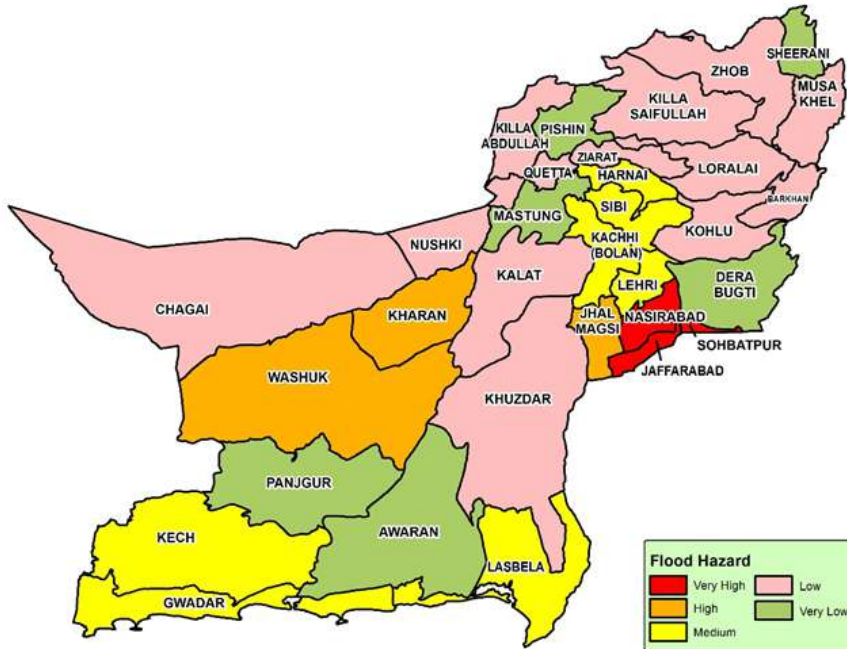 SHEERANI
ZHOB
MUSA
KHEL
KILLA
SAIFULLAH
KILLA
ABDULLAH
PISHIN
ZIARAT
LORALAI
QUETTA
HARNAI
BARKHAN
MASTUNG
SIBI
KOHLU
NUSHKI
KACHHI
(BOLAN)
KALAT
DERA
BUGTI
LEHRI
CHAGAI
KHARAN
JHAL
MAGSI
NASIRABAD
SOHBATPUR
JAFFARABAD
WASHUK
KHUZDAR
PANJGUR
AWARAN
KECH
LASBELA
GWADAR
Flood Hazard
Very High
High
Medium
Low
Very Low